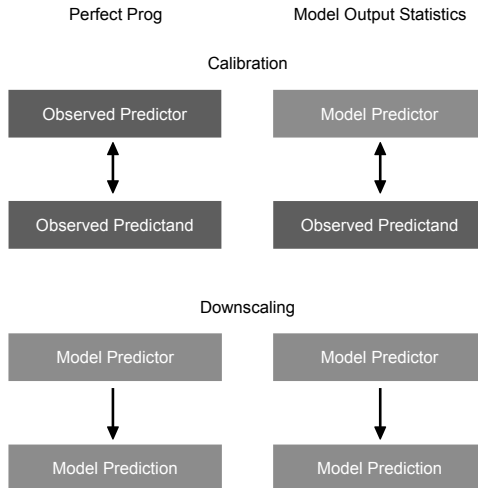 Perfect Prog
Model Output Statistics
Calibration
Observed Predictor
Model Predictor
Observed Predictand
Observed Predictand
Downscaling
Model Predictor
Model Predictor
Model Prediction
Model Prediction